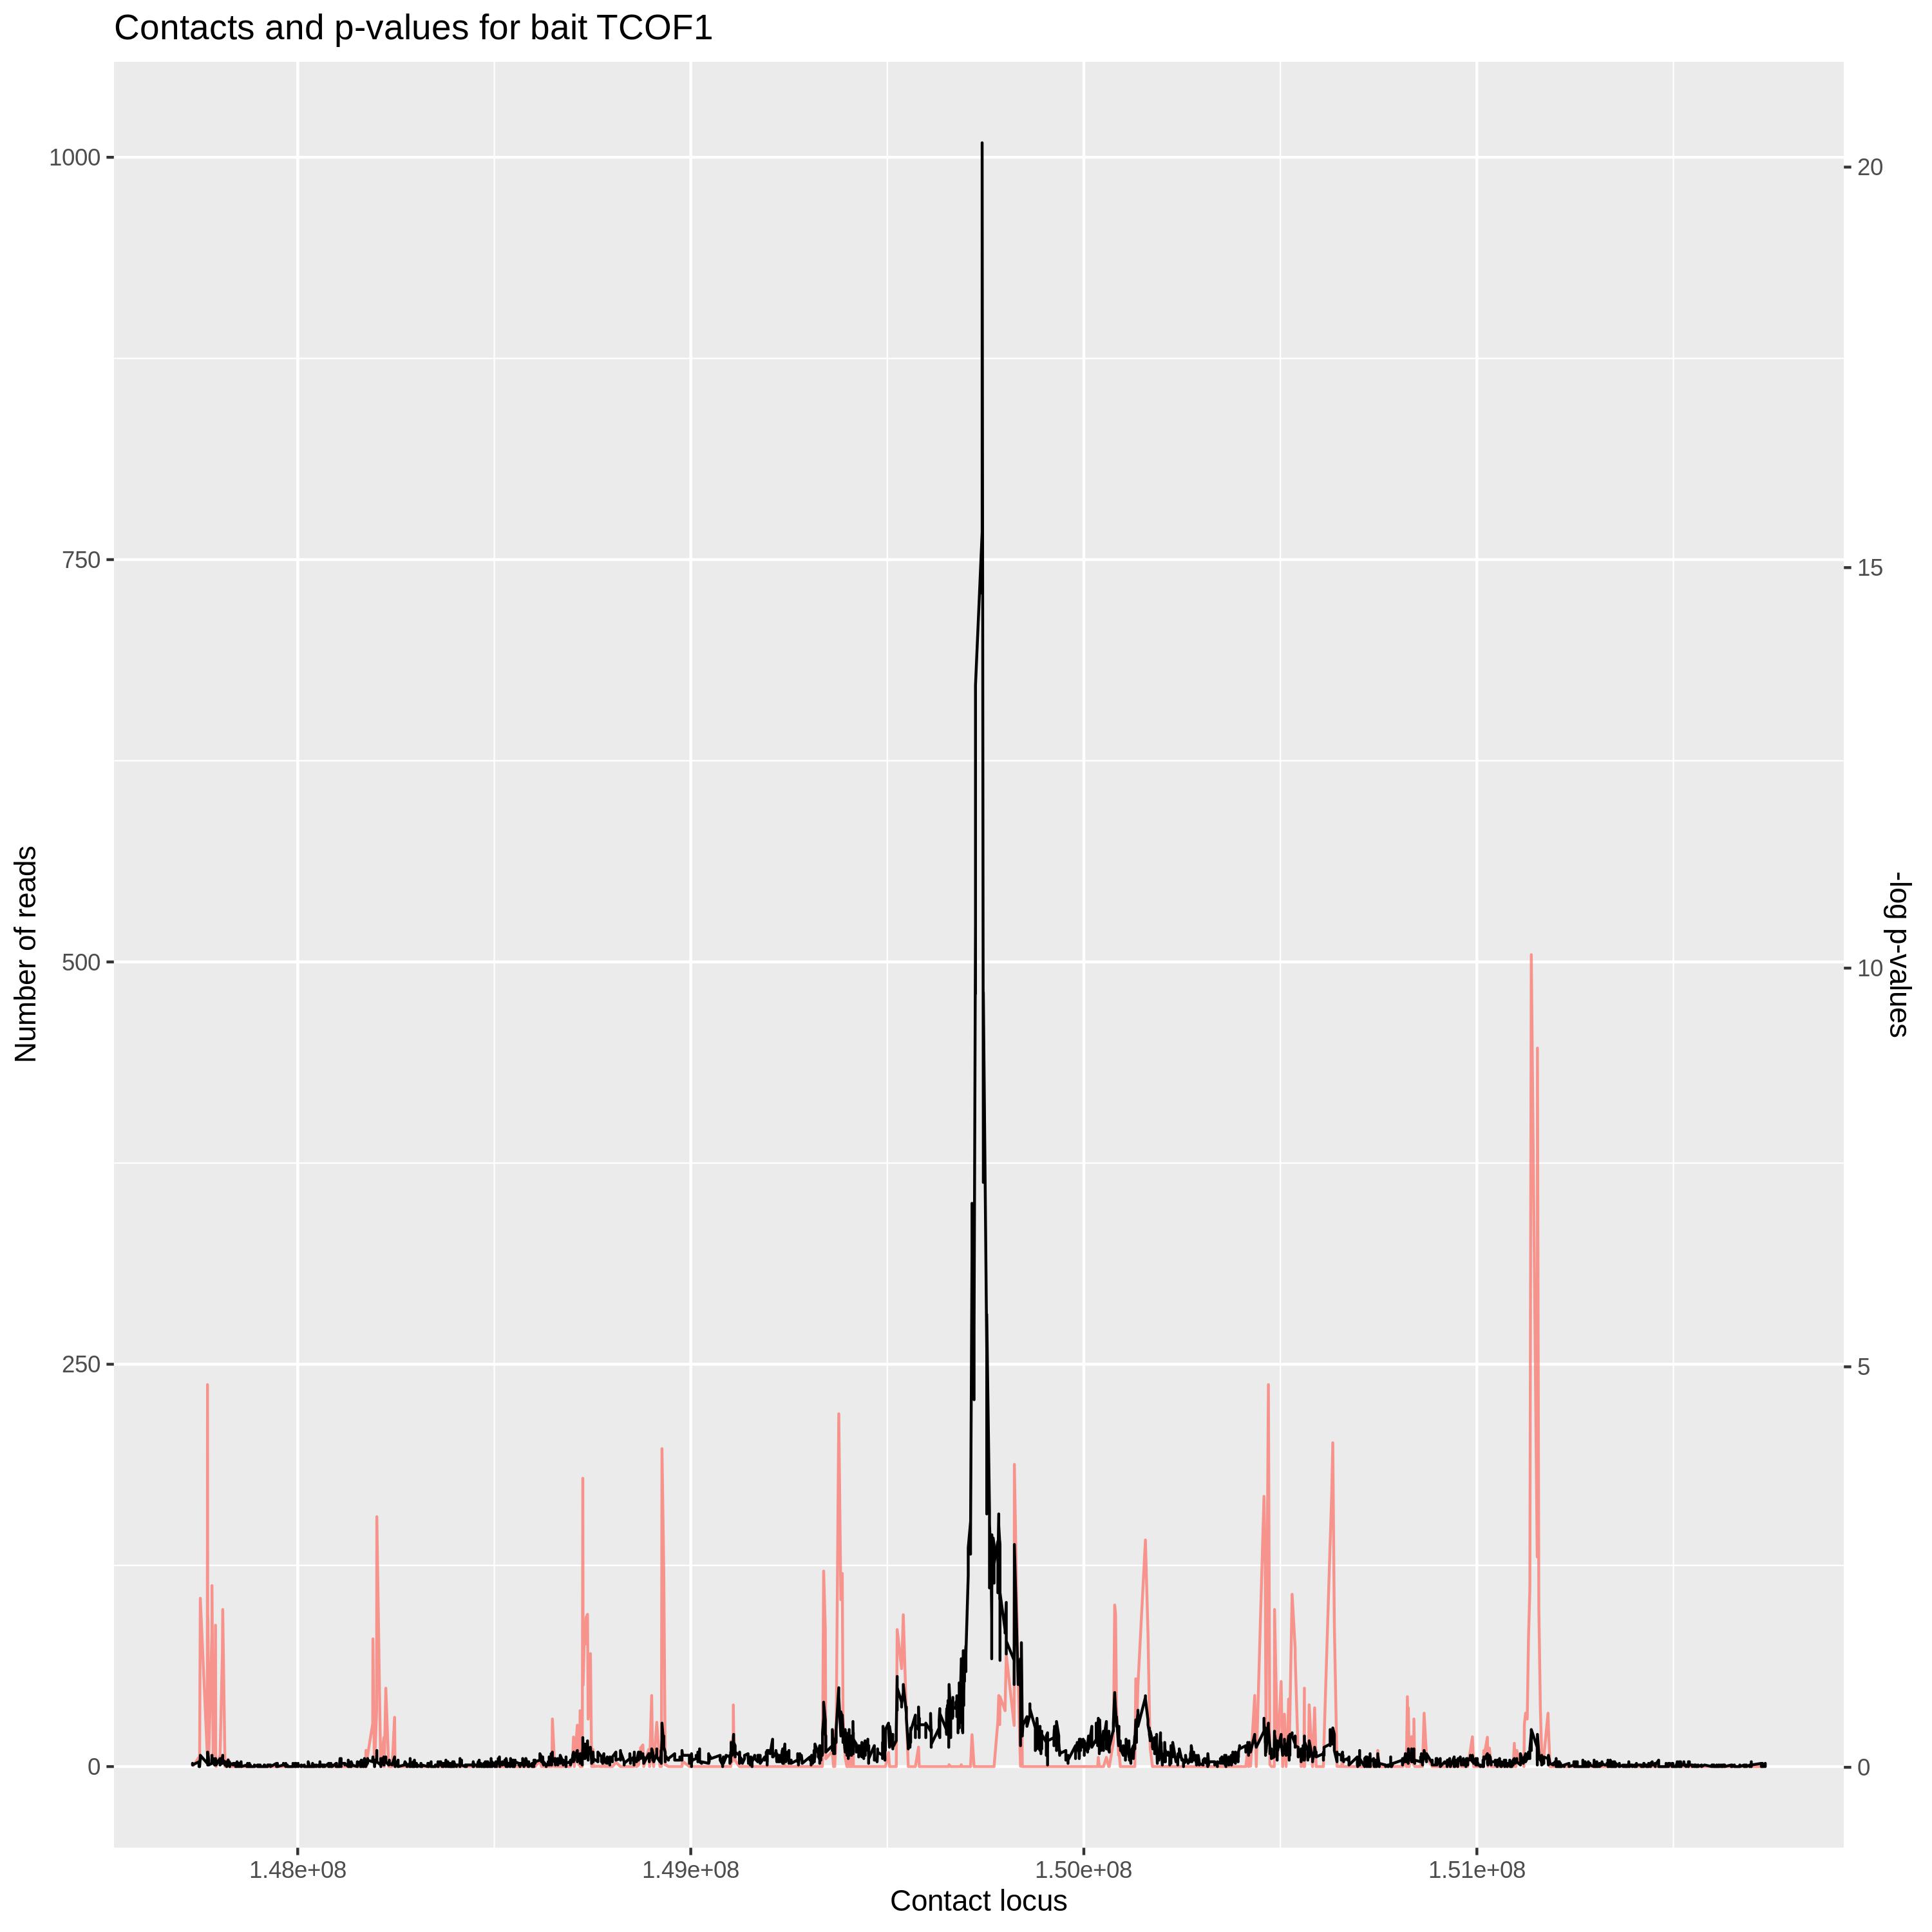 Contacts and p-values for bait TCOF1
1000
750
500
250
0
Number of reads
20
15
10
5
0
-log p-values
1.48e+08
1.49e+08
1.50e+08
1.51e+08
Contact locus